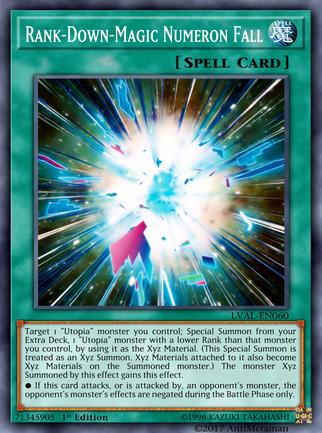 RANK-DOWN-MAGIC NUMERON FALL
[SPELL CARD]
LVAL-EN060
Target 1 "Utopia" monster you control; Special Summon from your
Extra Deck, 1 "Utopia" monster with a lower Rank than that monster
you control, by using it as the Xyz Material. (This Special Summon is
treated as an Xyz Summon. Xyz Materials attached to it also become
Xyz Materials on the Summoned monster.) The monster Xyz
Summoned by this effect gains this effect.
● If this card attacks, or is attacked by, an opponent's monster, the
opponent's monster's effects are negated during the Battle Phase only.
71345905 1st Edition ©1996 KAZUKI TAKAHASHI
©2017 AntiMetaman